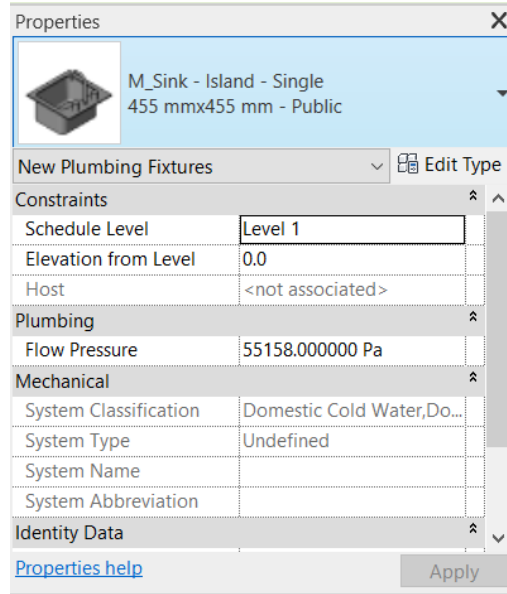 Properties
M_Sink - Island - Single
455 mmx455 mm - Public
New Plumbing Fixtures
Edit Type
Constraints
Schedule Level Level 1
Elevation from Level 0.0
Host <not associated>
Plumbing
Flow Pressure 55158.000000 Pa
Mechanical
System Classification Domestic Cold Water,Do...
System Type Undefined
System Name
System Abbreviation
Identity Data
Properties help
Apply